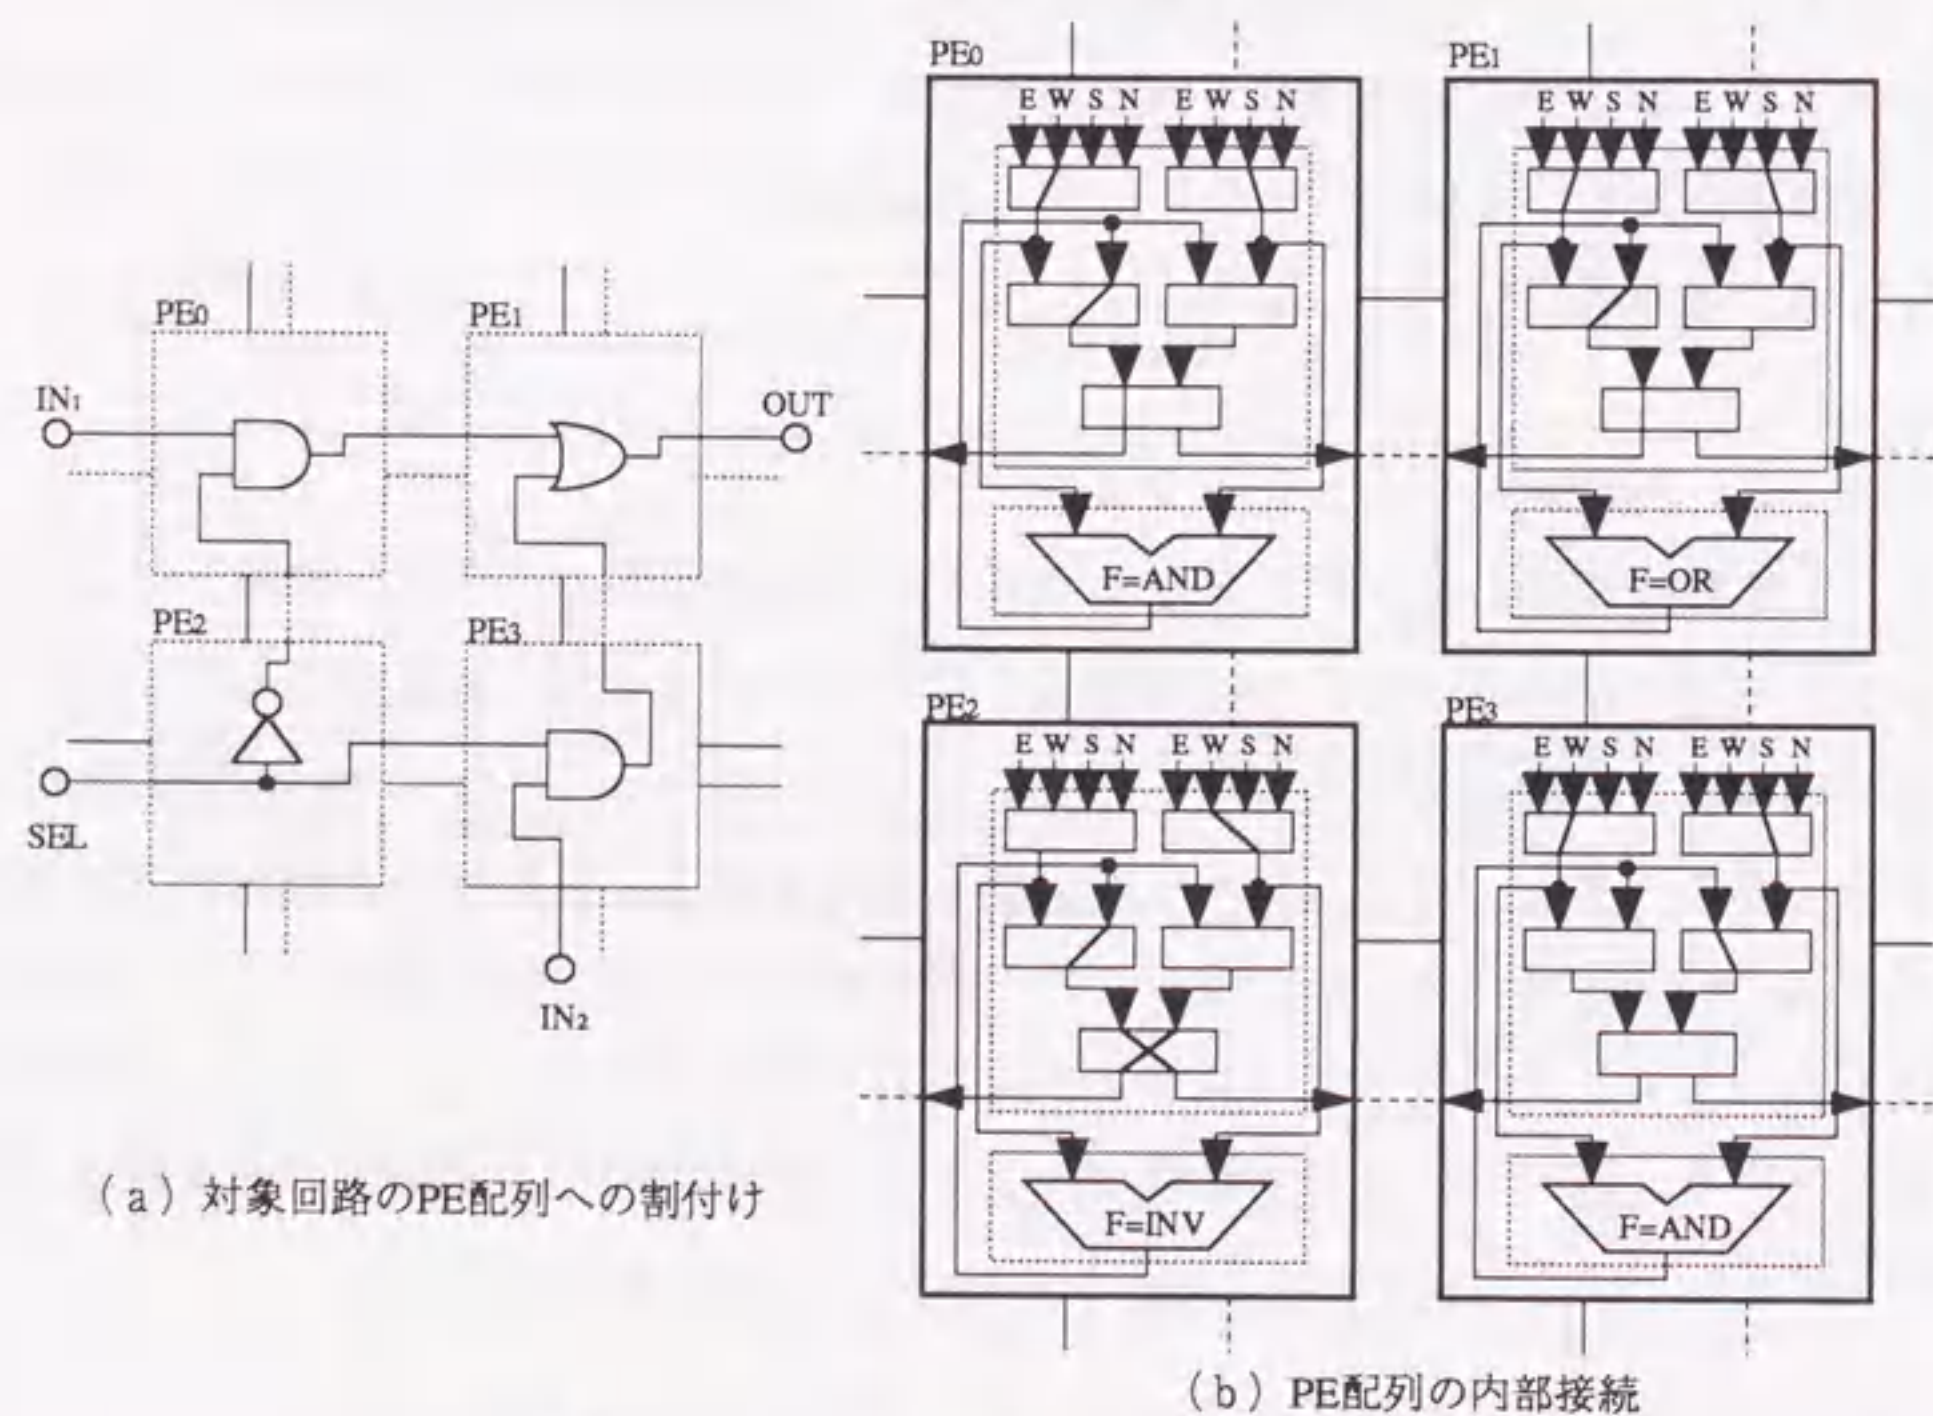 PE0
PE1
IN1
OUT
PE2
PE3
SEL
IN2
(a) 対象回路のPE配列への割付け
PE0
E W S N E W S N
F=AND
PE1
E W S N E W S N
F=OR
PE2
E W S N E W S N
F=INV
PE3
E W S N E W S N
F=AND
(b) PE配列の内部接続